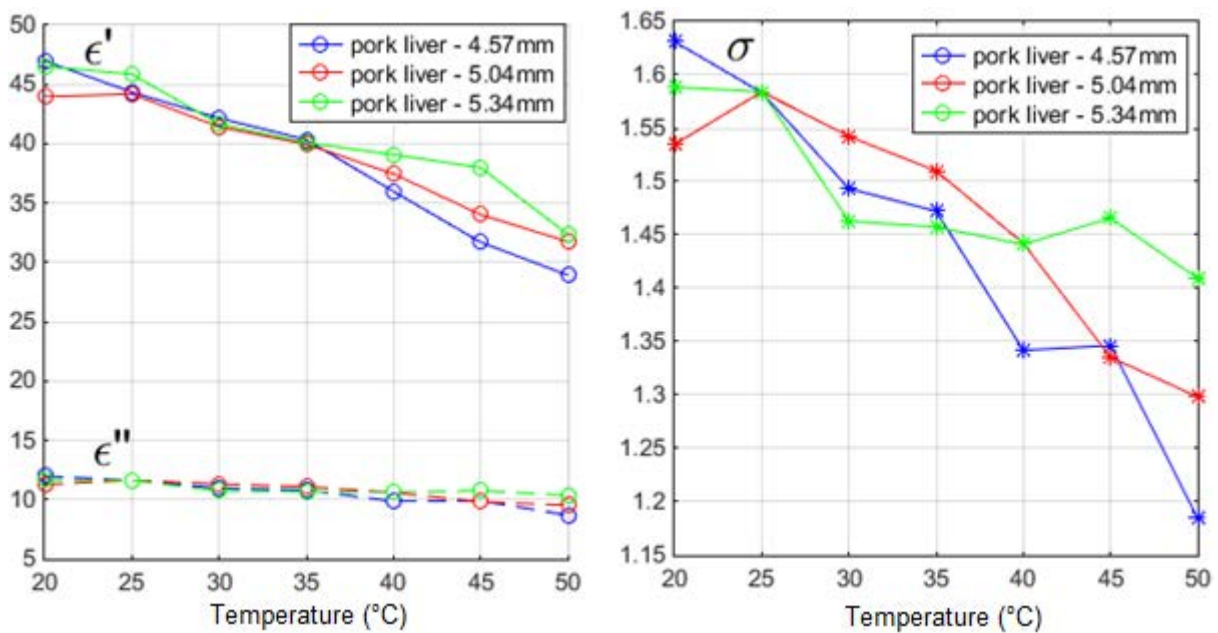 50
45
40
35
30
25
20
15
10
5
ϵ'
ϵ"
pork liver - 4.57mm
pork liver - 5.04mm
pork liver - 5.34mm
20 25 30 35 40 45 50
Temperature (°C)
1.65
1.6
1.55
1.5
1.45
1.4
1.35
1.3
1.25
1.2
1.15
σ
pork liver - 4.57mm
pork liver - 5.04mm
pork liver - 5.34mm
20 25 30 35 40 45 50
Temperature (°C)